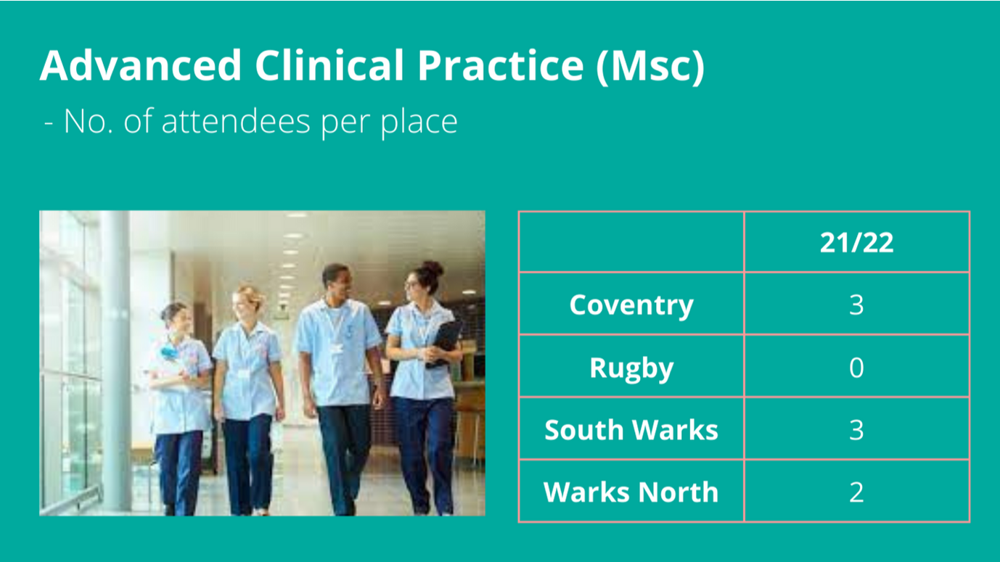 Advanced Clinical Practice (Msc)
- No. of attendees per place
21/22
Coventry 3
Rugby 0
South Warks 3
Warks North 2